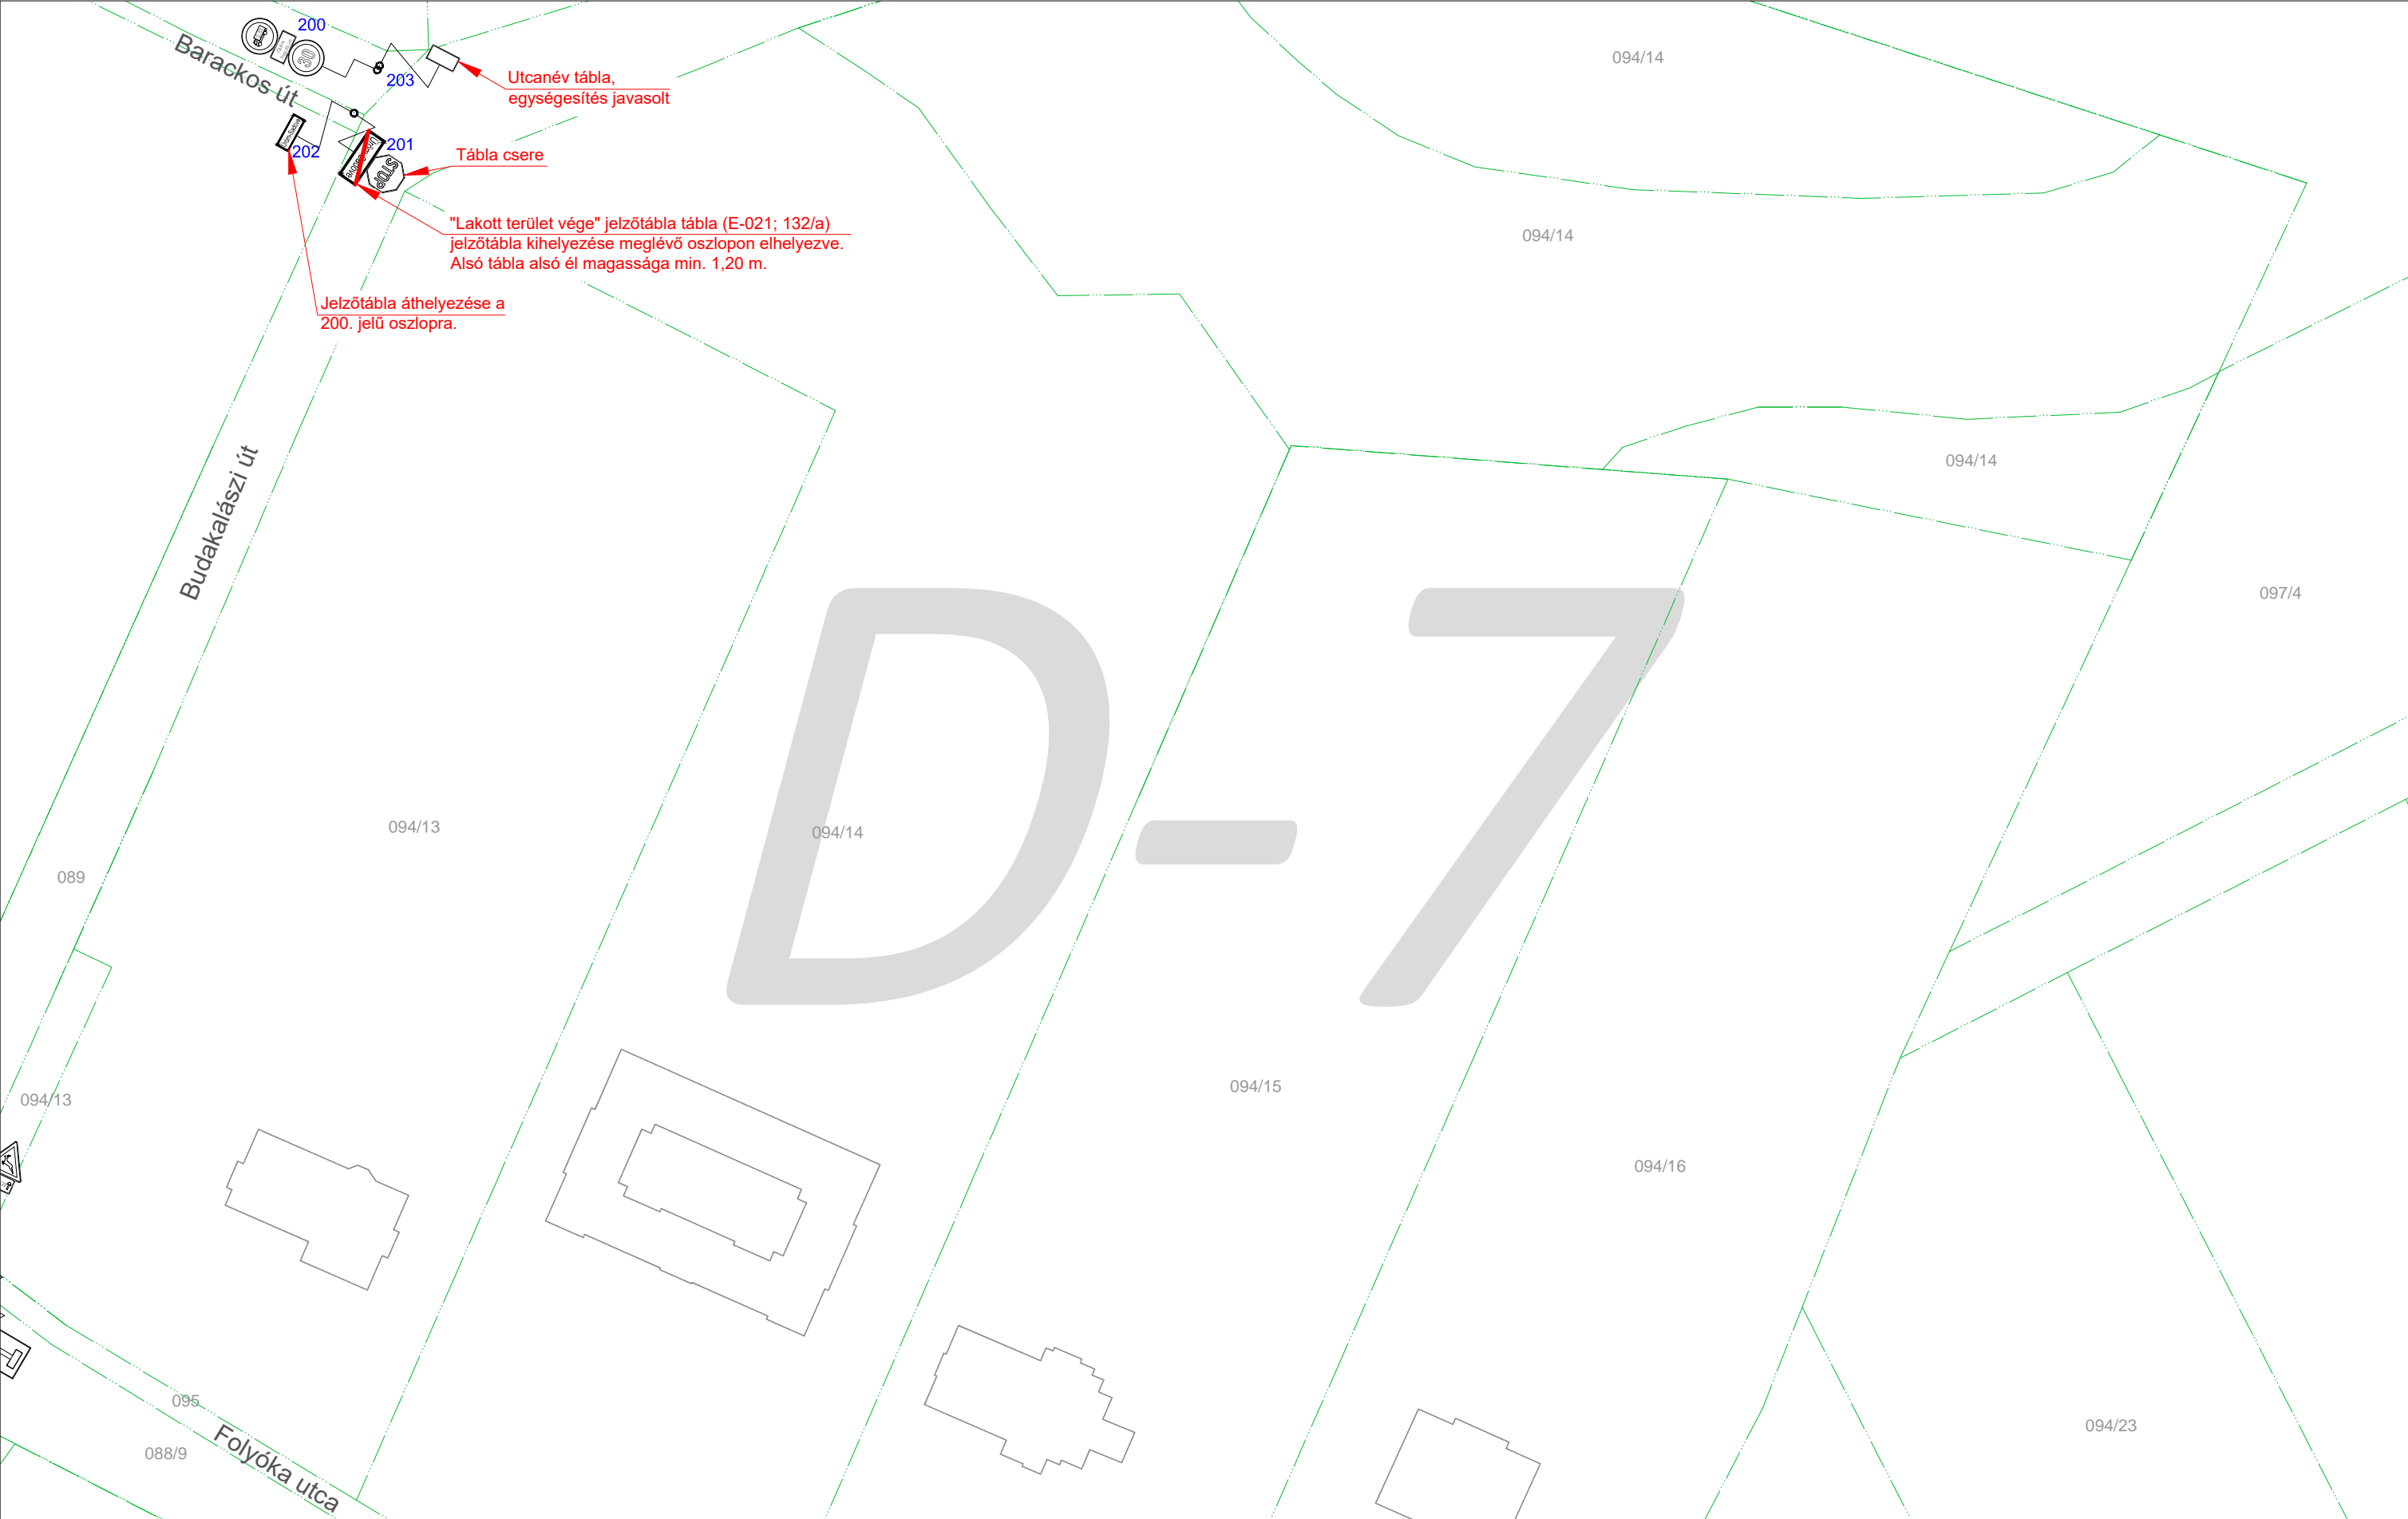 200
30
Barackos út
203
Utcanév tábla,
egységesítés javasolt
202
201
STOP
Tábla csere
"Lakott terület vége" jelzőtábla tábla (E-021; 132/a)
jelzőtábla kihelyezése meglévő oszlopon elhelyezve.
Alsó tábla alsó él magassága min. 1,20 m.
Jelzőtábla áthelyezése a
200. jelű oszlopra.
094/14
094/14
094/14
Budakalászi út
097/4
D-7
094/13
094/14
089
094/15
094/13
094/16
095
088/9
Folyóka utca
094/23